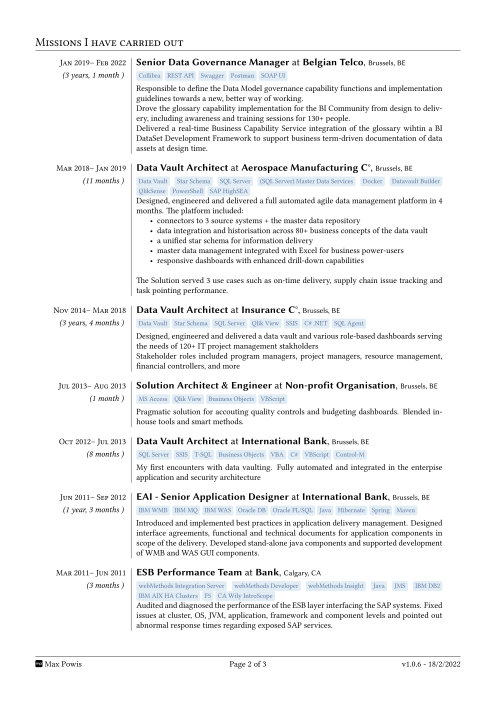 Missions I have carried out
Jan 2019– Feb 2022
(3 years, 1 month )
Senior Data Governance Manager at Belgian Telco, Brussels, BE
Collibra REST API Swagger Postman SOAP UI
Responsible to define the Data Model governance capability functions and implementation
guidelines towards a new, better way of working.
Drove the glossary capability implementation for the BI Community from design to deliv-
ery, including awareness and training sessions for 130+ people.
Delivered a real-time Business Capability Service integration of the glossary wihtin a BI
DataSet Development Framework to support business term-driven documentation of data
assets at design time.
Mar 2018– Jan 2019
(11 months )
Data Vault Architect at Aerospace Manufacturing C°, Brussels, BE
Data Vault Star Schema SQL Server (SQL Server) Master Data Services Docker Datavault Builder
QlikSense PowerShell SAP HighSEA
Designed, engineered and delivered a full automated agile data management platform in 4
months. The platform included:
• connectors to 3 source systems + the master data repository
• data integration and historisation across 80+ business concepts of the data vault
• a unified star schema for information delivery
• master data management integrated with Excel for business power-users
• responsive dashboards with enhanced drill-down capabilities
The Solution served 3 use cases such as on-time delivery, supply chain issue tracking and
task pointing performance.
Nov 2014– Mar 2018
(3 years, 4 months )
Data Vault Architect at Insurance C°, Brussels, BE
Data Vault Star Schema SQL Server Qlik View SSIS C# .NET SQL Agent
Designed, engineered and delivered a data vault and various role-based dashboards serving
the needs of 120+ IT project management stakholders
Stakeholder roles included program managers, project managers, resource management,
financial controllers, and more
Jul 2013– Aug 2013
(1 month )
Solution Architect & Engineer at Non-profit Organisation, Brussels, BE
MS Access Qlik View Business Objects VBScript
Pragmatic solution for accouting quality controls and budgeting dashboards. Blended in-
house tools and smart methods.
Oct 2012– Jul 2013
(8 months )
Data Vault Architect at International Bank, Brussels, BE
SQL Server SSIS T-SQL Business Objects VBA C# VBScript Control-M
My first encounters with data vaulting. Fully automated and integrated in the enterpise
application and security architecture
Jun 2011– Sep 2012
(1 year, 3 months )
EAI - Senior Application Designer at International Bank, Brussels, BE
IBM WMB IBM MQ IBM WAS Oracle DB Oracle PL/SQL Java Hibernate Spring Maven
Introduced and implemented best practices in application delivery management. Designed
interface agreements, functional and technical documents for application components in
scope of the delivery. Developed stand-alone java components and supported development
of WMB and WAS GUI components.
Mar 2011– Jun 2011
(3 months )
ESB Performance Team at Bank, Calgary, CA
webMethods Integration Server webMethods Developer webMethods Insight Java JMS IBM DB2
IBM AIX HA Clusters F5 CA Wily IntroScope
Audited and diagnosed the performance of the ESB layer interfacing the SAP systems. Fixed
issues at cluster, OS, JVM, application, framework and component levels and pointed out
abnormal response times regarding exposed SAP services.
Max Powis
Page 2 of 3
v1.0.6 - 18/2/2022